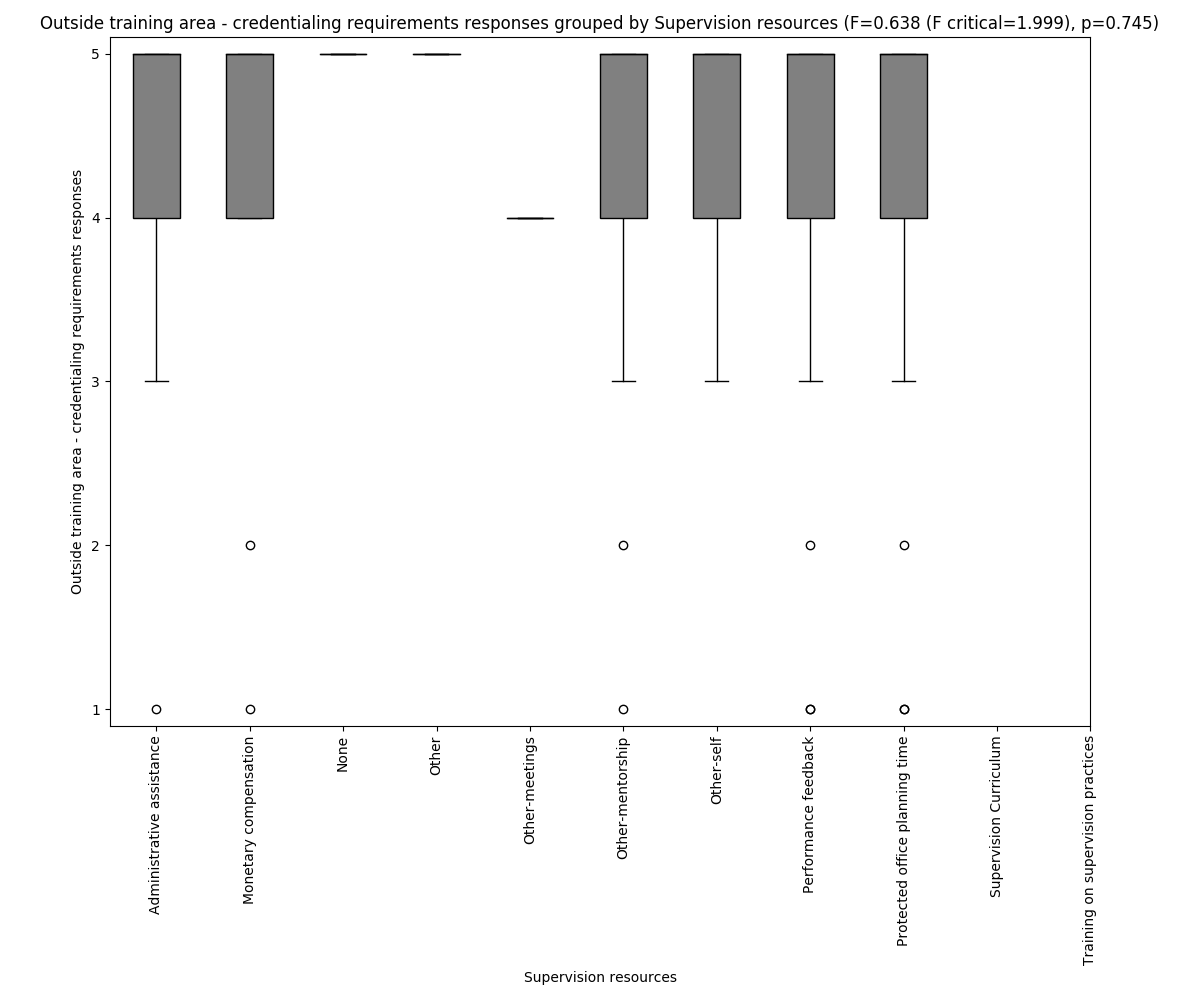 Outside training area - credentialing requirements responses grouped by Supervision resources (F=0.638 (F critical=1.999), p=0.745)
Outside training area - credentialing requirements responses
5
4
3
2
1
Administrative assistance
Monetary compensation
None
Other
Other-meetings
Other-mentorship
Other-self
Performance feedback
Protected office planning time
Supervision Curriculum
Training on supervision practices
Supervision resources